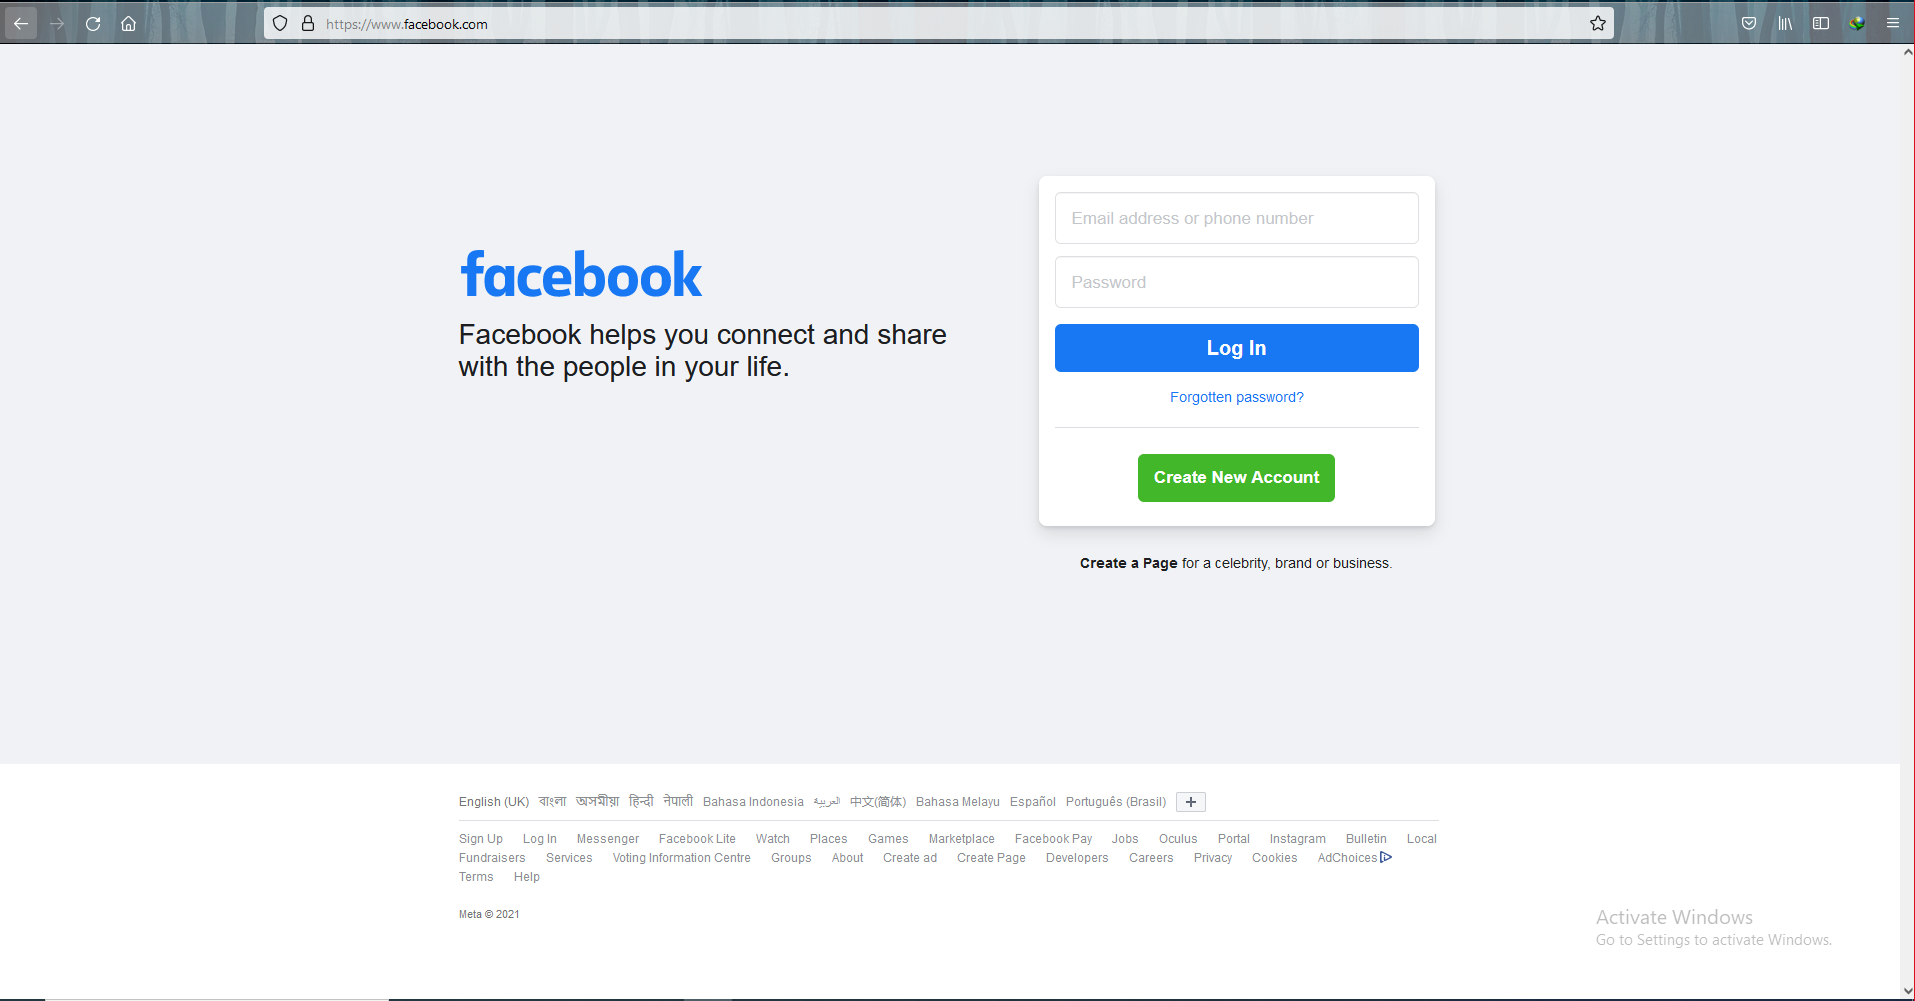 https://www.facebook.com
facebook
Facebook helps you connect and share
with the people in your life.
Email address or phone number
Password
Log In
Forgotten password?
Create New Account
Create a Page for a celebrity, brand or business.
English (UK) বাংলা অসমীয়া हिन्दी नेपाली Bahasa Indonesia العربية 中文(简体) Bahasa Melayu Español Português (Brasil)
Sign Up Log In Messenger Facebook Lite Watch Places Games Marketplace Facebook Pay Jobs Oculus Portal Instagram Bulletin Local
Fundraisers Services Voting Information Centre Groups About Create ad Create Page Developers Careers Privacy Cookies AdChoices
Terms Help
Meta © 2021
Activate Windows
Go to Settings to activate Windows.